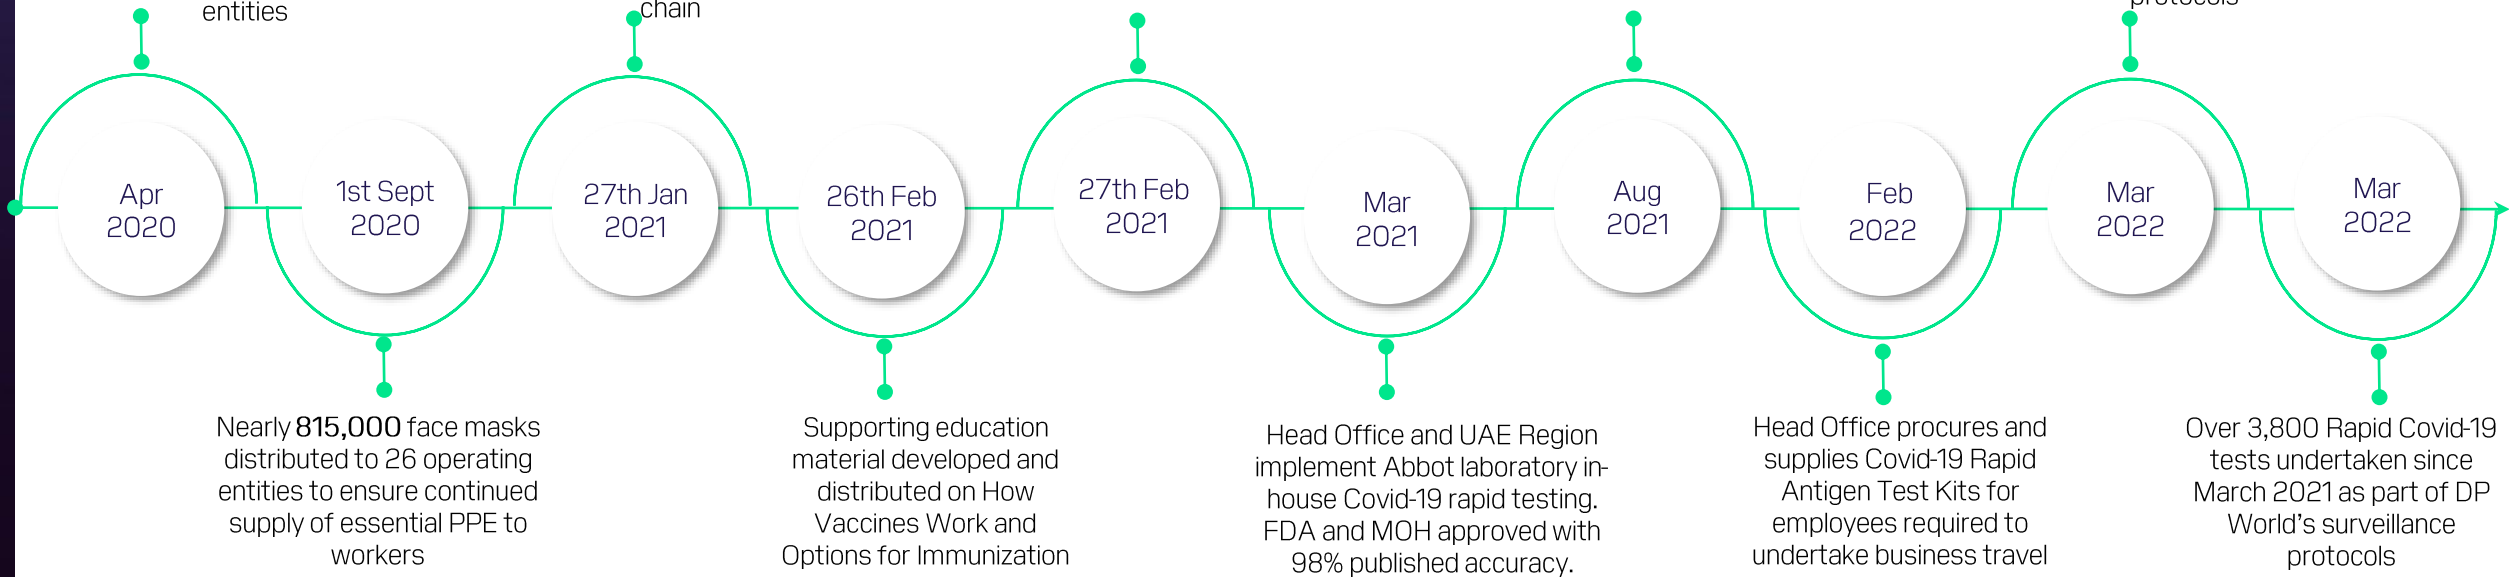 entities
chain
protocols
Apr
2020
1st Sept
2020
27th Jan
2021
26th Feb
2021
27th Feb
2021
Mar
2021
Aug
2021
Feb
2022
Mar
2022
Mar
2022
Nearly 815,000 face masks
distributed to 26 operating
entities to ensure continued
supply of essential PPE to
workers
Supporting education
material developed and
distributed on How
Vaccines Work and
Options for Immunization
Head Office and UAE Region
implement Abbot laboratory in-
house Covid-19 rapid testing.
FDA and MOH approved with
98% published accuracy.
Head Office procures and
supplies Covid-19 Rapid
Antigen Test Kits for
employees required to
undertake business travel
Over 3,800 Rapid Covid-19
tests undertaken since
March 2021 as part of DP
World's surveillance
protocols